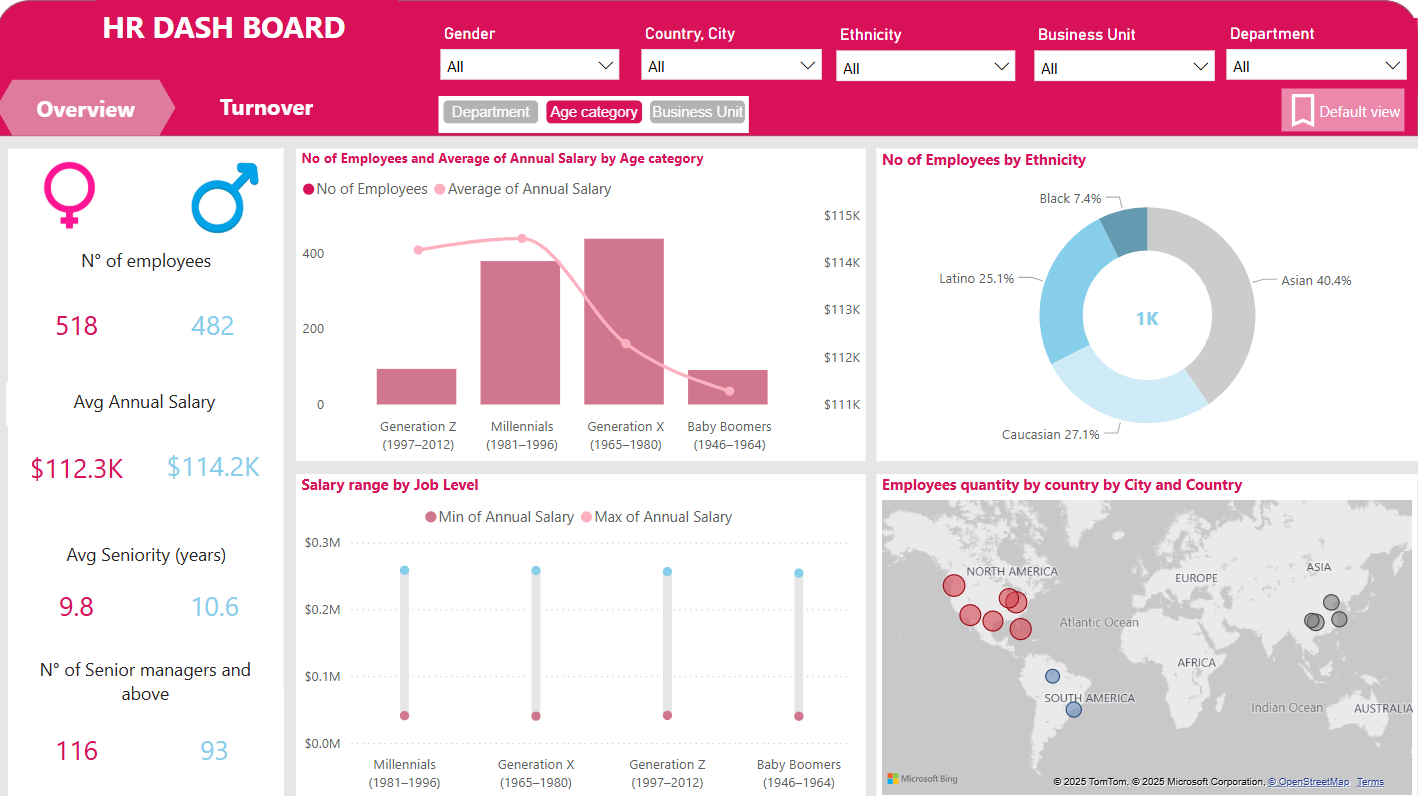 HR DASH BOARD
Overview
Turnover
Gender
All
Country, City
All
Ethnicity
All
Business Unit
All
Department
All
Department
Age category
Business Unit
Default view
N° of employees
518
482
Avg Annual Salary
$112.3K
$114.2K
Avg Seniority (years)
9.8
10.6
N° of Senior managers and
above
116
93
No of Employees and Average of Annual Salary by Age category
No of Employees
Average of Annual Salary
400
200
0
$115K
$114K
$113K
$112K
$111K
Generation Z
(1997–2012)
Millennials
(1981–1996)
Generation X
(1965–1980)
Baby Boomers
(1946–1964)
No of Employees by Ethnicity
Black 7.4%
Latino 25.1%
Asian 40.4%
1K
Caucasian 27.1%
Salary range by Job Level
Min of Annual Salary
Max of Annual Salary
$0.3M
$0.2M
$0.1M
$0.0M
Millennials
(1981–1996)
Generation X
(1965–1980)
Generation Z
(1997–2012)
Baby Boomers
(1946–1964)
Employees quantity by country by City and Country
NORTH AMERICA
EUROPE
ASIA
Atlantic Ocean
AFRICA
SOUTH AMERICA
Indian Ocean
AUSTRALIA
Microsoft Bing
© 2025 TomTom, © 2025 Microsoft Corporation, © OpenStreetMap Terms